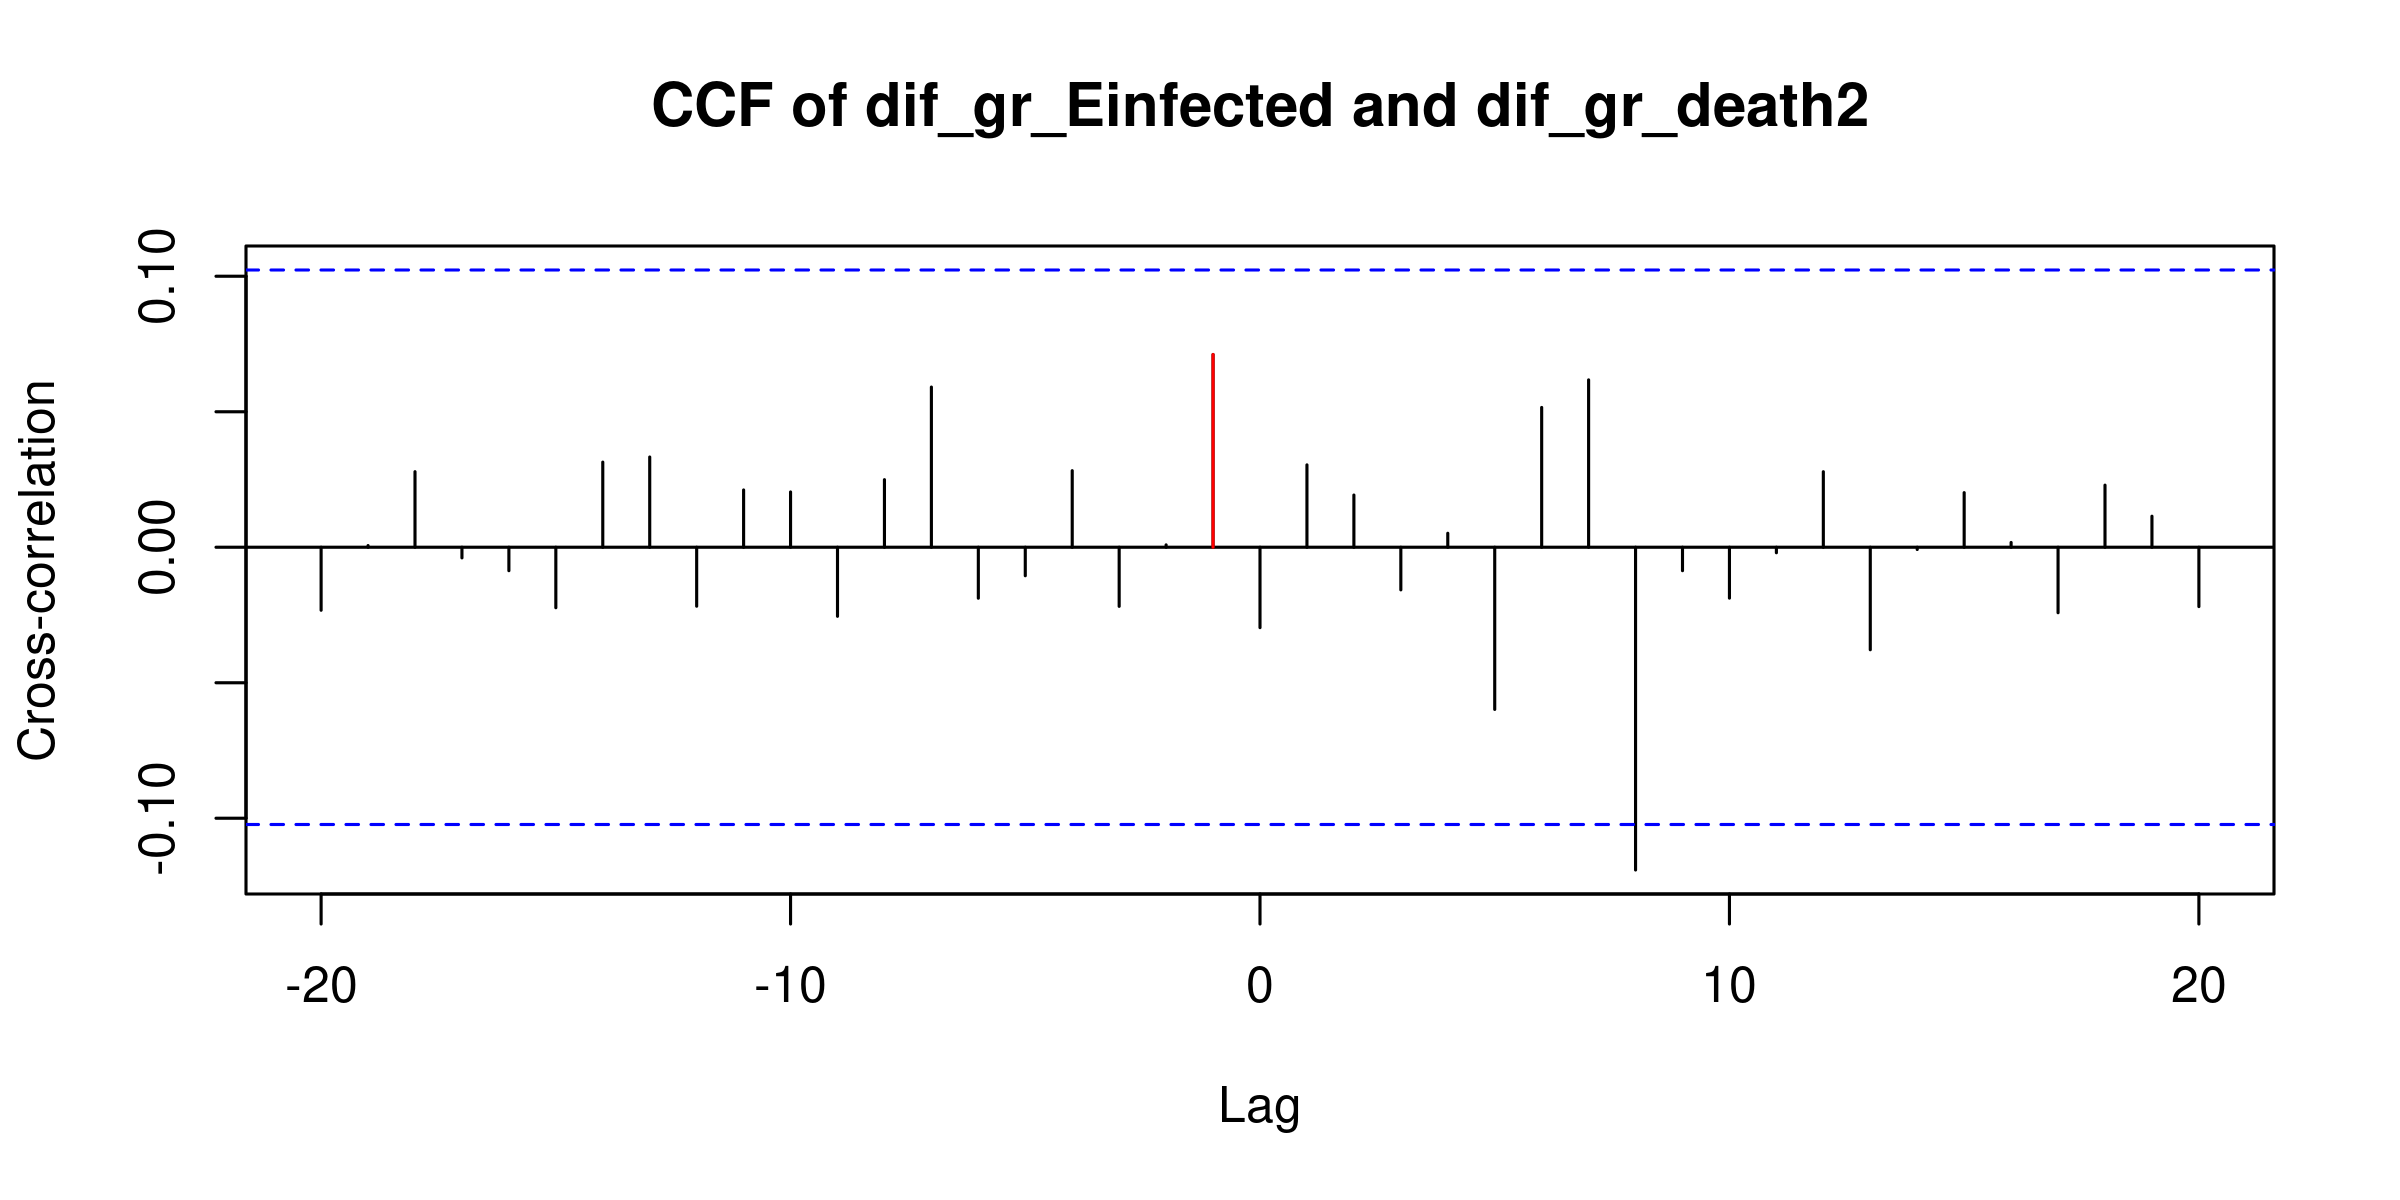 CCF of dif_gr_Einfected and dif_gr_death2
Cross-correlation
0.10
0.00
-0.10
-20 -10 0 10 20
Lag